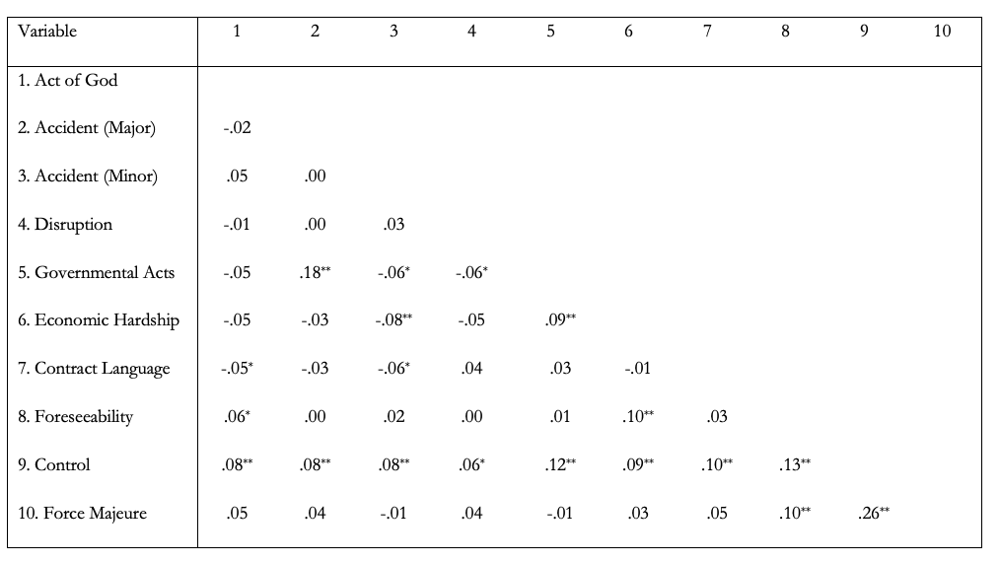 Variable 1 2 3 4 5 6 7 8 9 10
1. Act of God
2. Accident (Major) -.02
3. Accident (Minor) .05 .00
4. Disruption -.01 .00 .03
5. Governmental Acts -.05 .18** -.06* -.06*
6. Economic Hardship -.05 -.03 -.08** -.05 .09**
7. Contract Language -.05* -.03 -.06* .04 .03 -.01
8. Foreseeability .06* .00 .02 .00 .01 .10** .03
9. Control .08** .08** .08** .06* .12** .09** .10** .13**
10. Force Majeure .05 .04 -.01 .04 -.01 .03 .05 .10** .26**